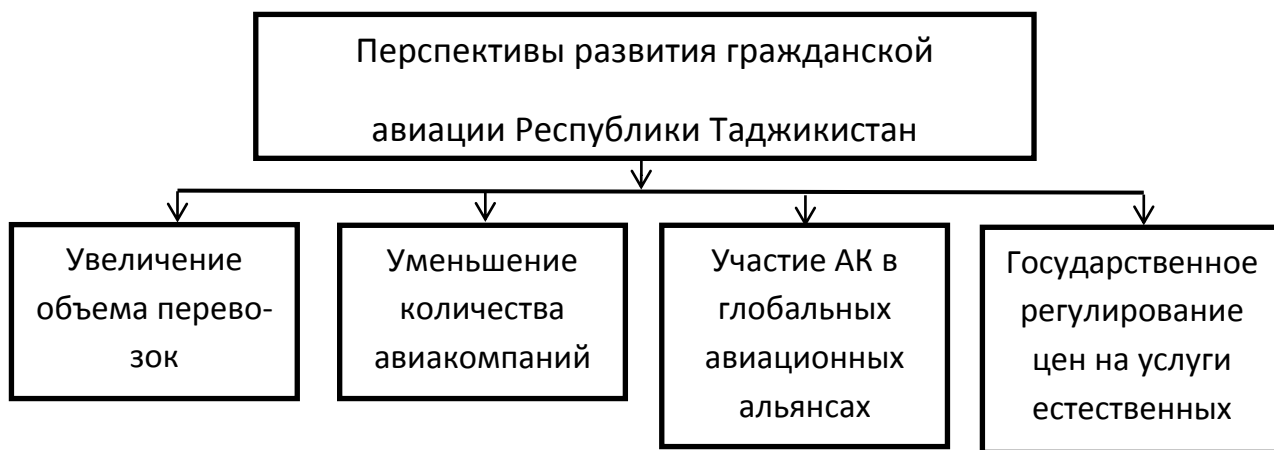 Перспективы развития гражданской
авиации Республики Таджикистан
Увеличение
объема перево-
зок
Уменьшение
количества
авиакомпаний
Участие АК в
глобальных
авиационных
альянсах
Государственное
регулирование
цен на услуги
естественных